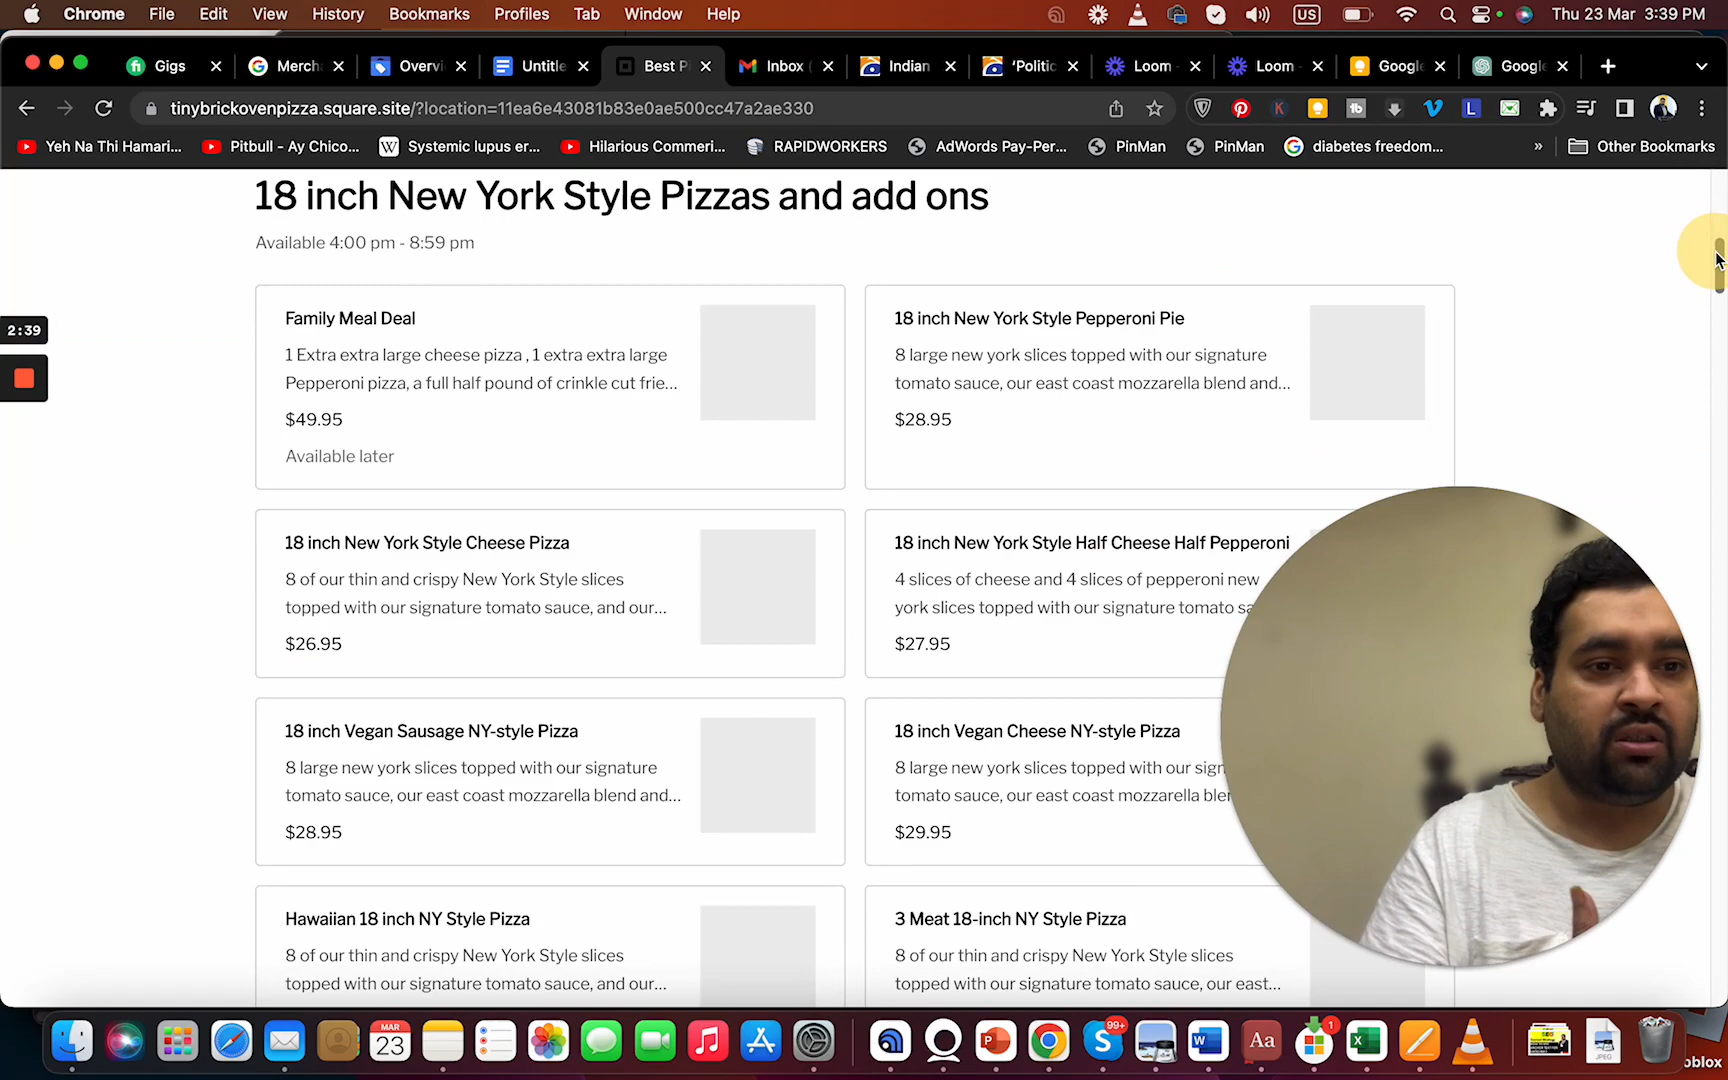 Chrome File Edit View History Bookmarks Profiles Tab Window Help US Thu 23 Mar 3:39 PM
Gigs Merch Overvi Untitle Best Pi Inbox ( Indian 'Politic Loom - Loom - Google Google
tinybrickovenpizza.square.site/?location=11ea6e43081b83e0ae500cc47a2ae330
Yeh Na Thi Hamari... Pitbull - Ay Chico... Systemic lupus er... Hilarious Commeri... RAPIDWORKERS AdWords Pay-Per... PinMan PinMan diabetes freedom... » Other Bookmarks
18 inch New York Style Pizzas and add ons
Available 4:00 pm - 8:59 pm
2:39
Family Meal Deal
1 Extra extra large cheese pizza , 1 extra extra large
Pepperoni pizza, a full half pound of crinkle cut frie...
$49.95
Available later
18 inch New York Style Pepperoni Pie
8 large new york slices topped with our signature
tomato sauce, our east coast mozzarella blend and...
$28.95
18 inch New York Style Cheese Pizza
8 of our thin and crispy New York Style slices
topped with our signature tomato sauce, and our...
$26.95
18 inch New York Style Half Cheese Half Pepperoni
4 slices of cheese and 4 slices of pepperoni new
york slices topped with our signature tomato sa
$27.95
18 inch Vegan Sausage NY-style Pizza
8 large new york slices topped with our signature
tomato sauce, our east coast mozzarella blend and...
$28.95
18 inch Vegan Cheese NY-style Pizza
8 large new york slices topped with our sign
tomato sauce, our east coast mozzarella bler
$29.95
Hawaiian 18 inch NY Style Pizza
8 of our thin and crispy New York Style slices
topped with our signature tomato sauce, and our...
3 Meat 18-inch NY Style Pizza
8 of our thin and crispy New York Style slices
topped with our signature tomato sauce, our east...
MAR
23
99+
Aa
1
JPEG
oblox